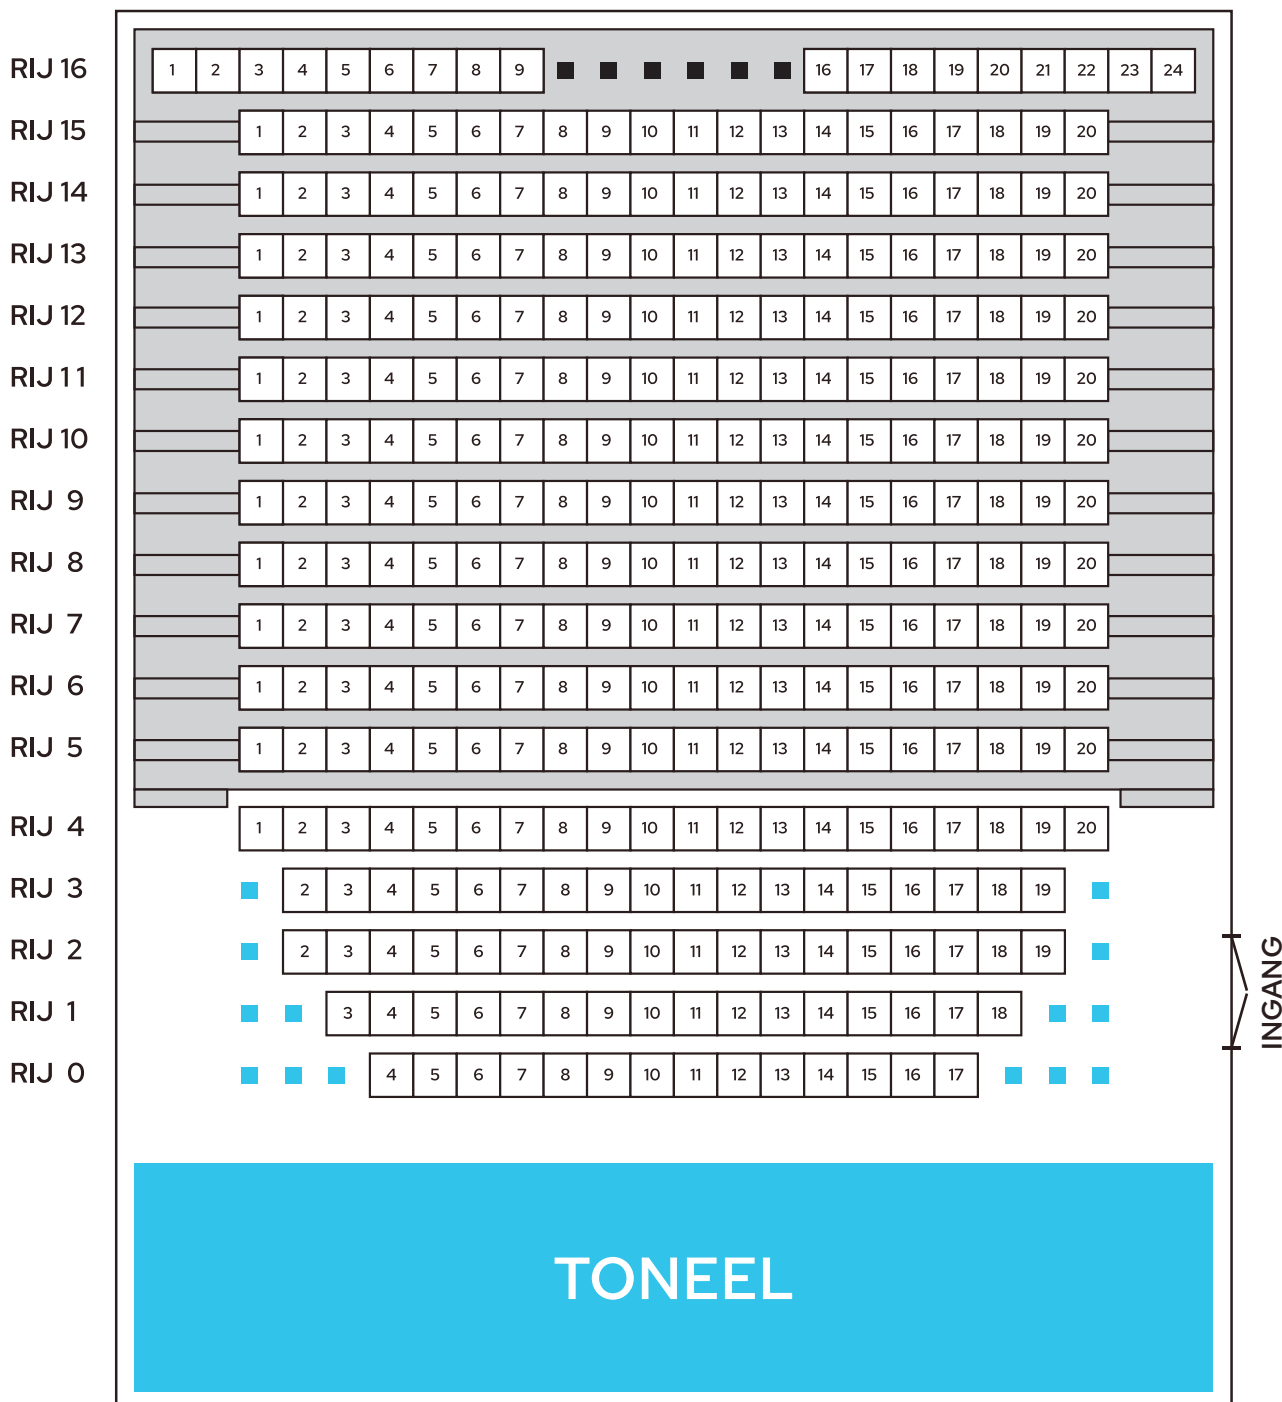 RIJ 16 1 2 3 4 5 6 7 8 9 16 17 18 19 20 21 22 23 24
RIJ 15 1 2 3 4 5 6 7 8 9 10 11 12 13 14 15 16 17 18 19 20
RIJ 14 1 2 3 4 5 6 7 8 9 10 11 12 13 14 15 16 17 18 19 20
RIJ 13 1 2 3 4 5 6 7 8 9 10 11 12 13 14 15 16 17 18 19 20
RIJ 12 1 2 3 4 5 6 7 8 9 10 11 12 13 14 15 16 17 18 19 20
RIJ 11 1 2 3 4 5 6 7 8 9 10 11 12 13 14 15 16 17 18 19 20
RIJ 10 1 2 3 4 5 6 7 8 9 10 11 12 13 14 15 16 17 18 19 20
RIJ 9 1 2 3 4 5 6 7 8 9 10 11 12 13 14 15 16 17 18 19 20
RIJ 8 1 2 3 4 5 6 7 8 9 10 11 12 13 14 15 16 17 18 19 20
RIJ 7 1 2 3 4 5 6 7 8 9 10 11 12 13 14 15 16 17 18 19 20
RIJ 6 1 2 3 4 5 6 7 8 9 10 11 12 13 14 15 16 17 18 19 20
RIJ 5 1 2 3 4 5 6 7 8 9 10 11 12 13 14 15 16 17 18 19 20
RIJ 4 1 2 3 4 5 6 7 8 9 10 11 12 13 14 15 16 17 18 19 20
RIJ 3 2 3 4 5 6 7 8 9 10 11 12 13 14 15 16 17 18 19
RIJ 2 2 3 4 5 6 7 8 9 10 11 12 13 14 15 16 17 18 19
RIJ 1 3 4 5 6 7 8 9 10 11 12 13 14 15 16 17 18
RIJ 0 4 5 6 7 8 9 10 11 12 13 14 15 16 17
INGANG
TONEEL